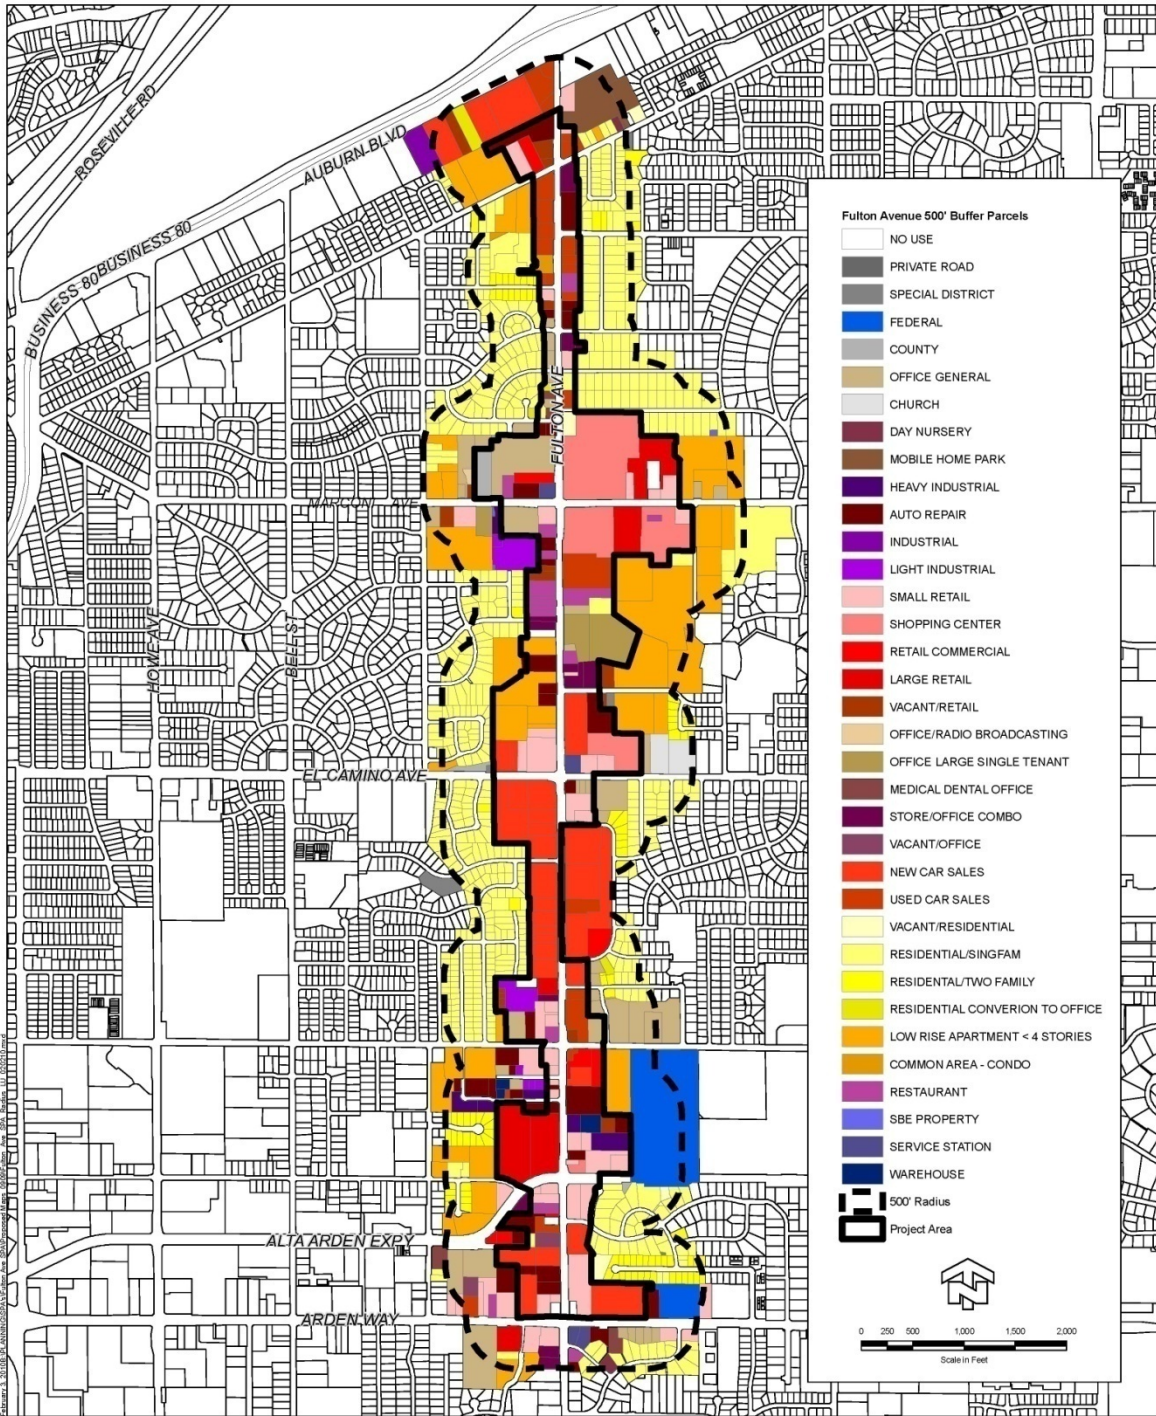 ROSEVILLE RD
AUBURN BLVD
BUSINESS 80
BUSINESS 80
FULTON AVE
MARCONI AVE
HOWE AVE
BELL ST
EL CAMINO AVE
ALTA ARDEN EXPY
ARDEN WAY
Fulton Avenue 500' Buffer Parcels
NO USE
PRIVATE ROAD
SPECIAL DISTRICT
FEDERAL
COUNTY
OFFICE GENERAL
CHURCH
DAY NURSERY
MOBILE HOME PARK
HEAVY INDUSTRIAL
AUTO REPAIR
INDUSTRIAL
LIGHT INDUSTRIAL
SMALL RETAIL
SHOPPING CENTER
RETAIL COMMERCIAL
LARGE RETAIL
VACANT/RETAIL
OFFICE/RADIO BROADCASTING
OFFICE LARGE SINGLE TENANT
MEDICAL DENTAL OFFICE
STORE/OFFICE COMBO
VACANT/OFFICE
NEW CAR SALES
USED CAR SALES
VACANT/RESIDENTIAL
RESIDENTIAL/SINGFAM
RESIDENTAL/TWO FAMILY
RESIDENTIAL CONVERION TO OFFICE
LOW RISE APARTMENT < 4 STORIES
COMMON AREA - CONDO
RESTAURANT
SBE PROPERTY
SERVICE STATION
WAREHOUSE
500' Radius
Project Area
N
0 250 500 1,000 1,500 2,000
Scale in Feet